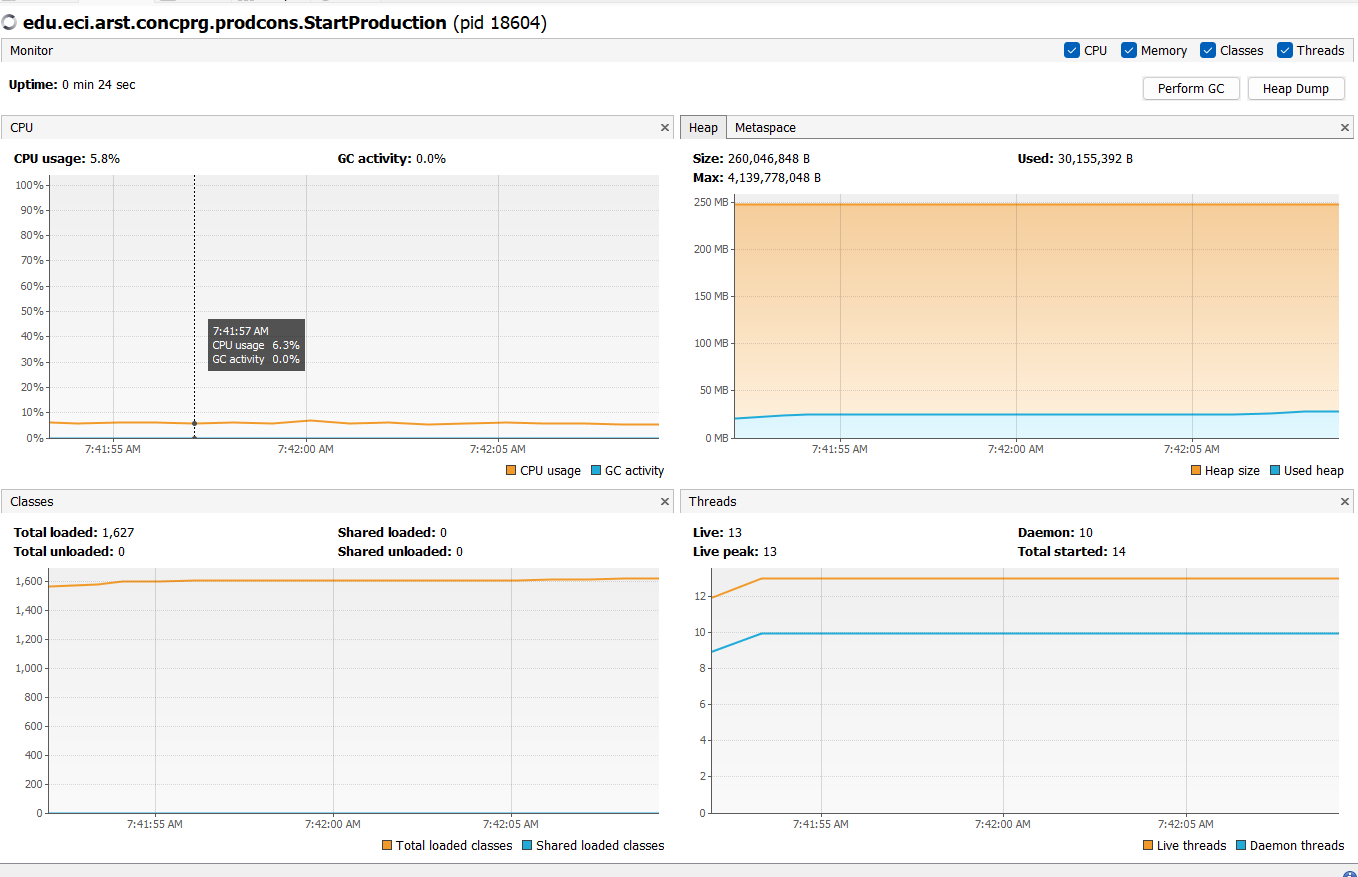 edu.eci.arst.concprg.prodcons.StartProduction (pid 18604)
Monitor
CPU Memory Classes Threads
Uptime: 0 min 24 sec
Perform GC Heap Dump
CPU
CPU usage: 5.8% GC activity: 0.0%
100%
90%
80%
70%
60%
50%
40%
30%
20%
10%
0%
7:41:57 AM
CPU usage 6.3%
GC activity 0.0%
7:41:55 AM 7:42:00 AM 7:42:05 AM
CPU usage GC activity
Heap Metaspace
Size: 260,046,848 B Used: 30,155,392 B
Max: 4,139,778,048 B
250 MB
200 MB
150 MB
100 MB
50 MB
0 MB
7:41:55 AM 7:42:00 AM 7:42:05 AM
Heap size Used heap
Classes
Total loaded: 1,627 Shared loaded: 0
Total unloaded: 0 Shared unloaded: 0
1,600
1,400
1,200
1,000
800
600
400
200
0
7:41:55 AM 7:42:00 AM 7:42:05 AM
Total loaded classes Shared loaded classes
Threads
Live: 13 Daemon: 10
Live peak: 13 Total started: 14
12
10
8
6
4
2
0
7:41:55 AM 7:42:00 AM 7:42:05 AM
Live threads Daemon threads